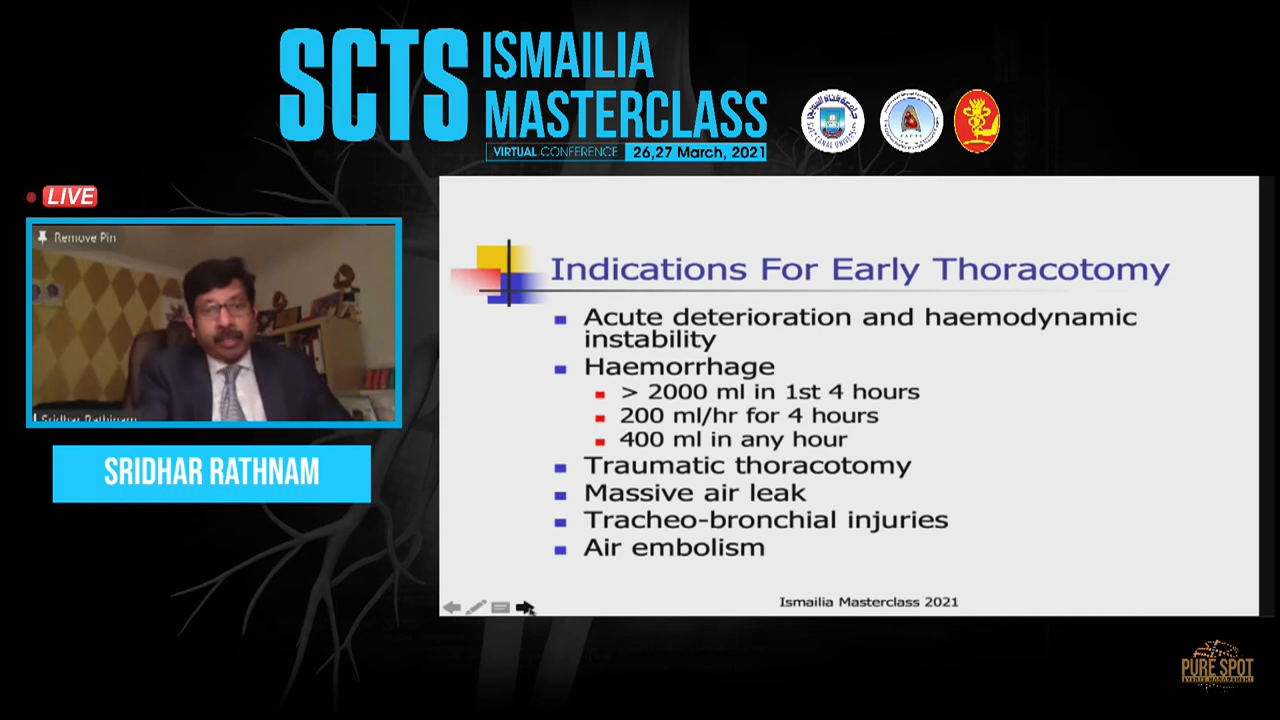 SCTS ISMAILIA
MASTERCLASS
VIRTUAL CONFERENCE 26,27 March, 2021
LIVE
Remove Pin
SRIDHAR RATHNAM
Indications For Early Thoracotomy
Acute deterioration and haemodynamic
instability
Haemorrhage
> 2000 ml in 1st 4 hours
200 ml/hr for 4 hours
400 ml in any hour
Traumatic thoracotomy
Massive air leak
Tracheo-bronchial injuries
Air embolism
Ismailia Masterclass 2021
PURE SPOT